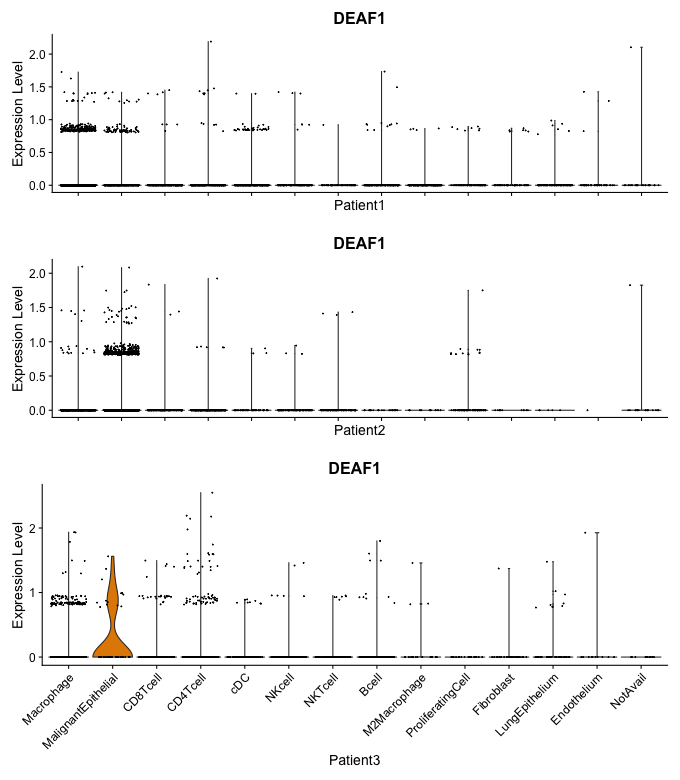 DEAF1
Expression Level
2.0
1.5
1.0
0.5
0.0
Patient1
DEAF1
Expression Level
2.0
1.5
1.0
0.5
0.0
Patient2
DEAF1
Expression Level
2
1
0
Macrophage
MalignantEpithelial
CD8Tcell
CD4Tcell
cDC
NKcell
NKTcell
Bcell
M2Macrophage
ProliferatingCell
Fibroblast
LungEpithelium
Endothelium
NotAvail
Patient3